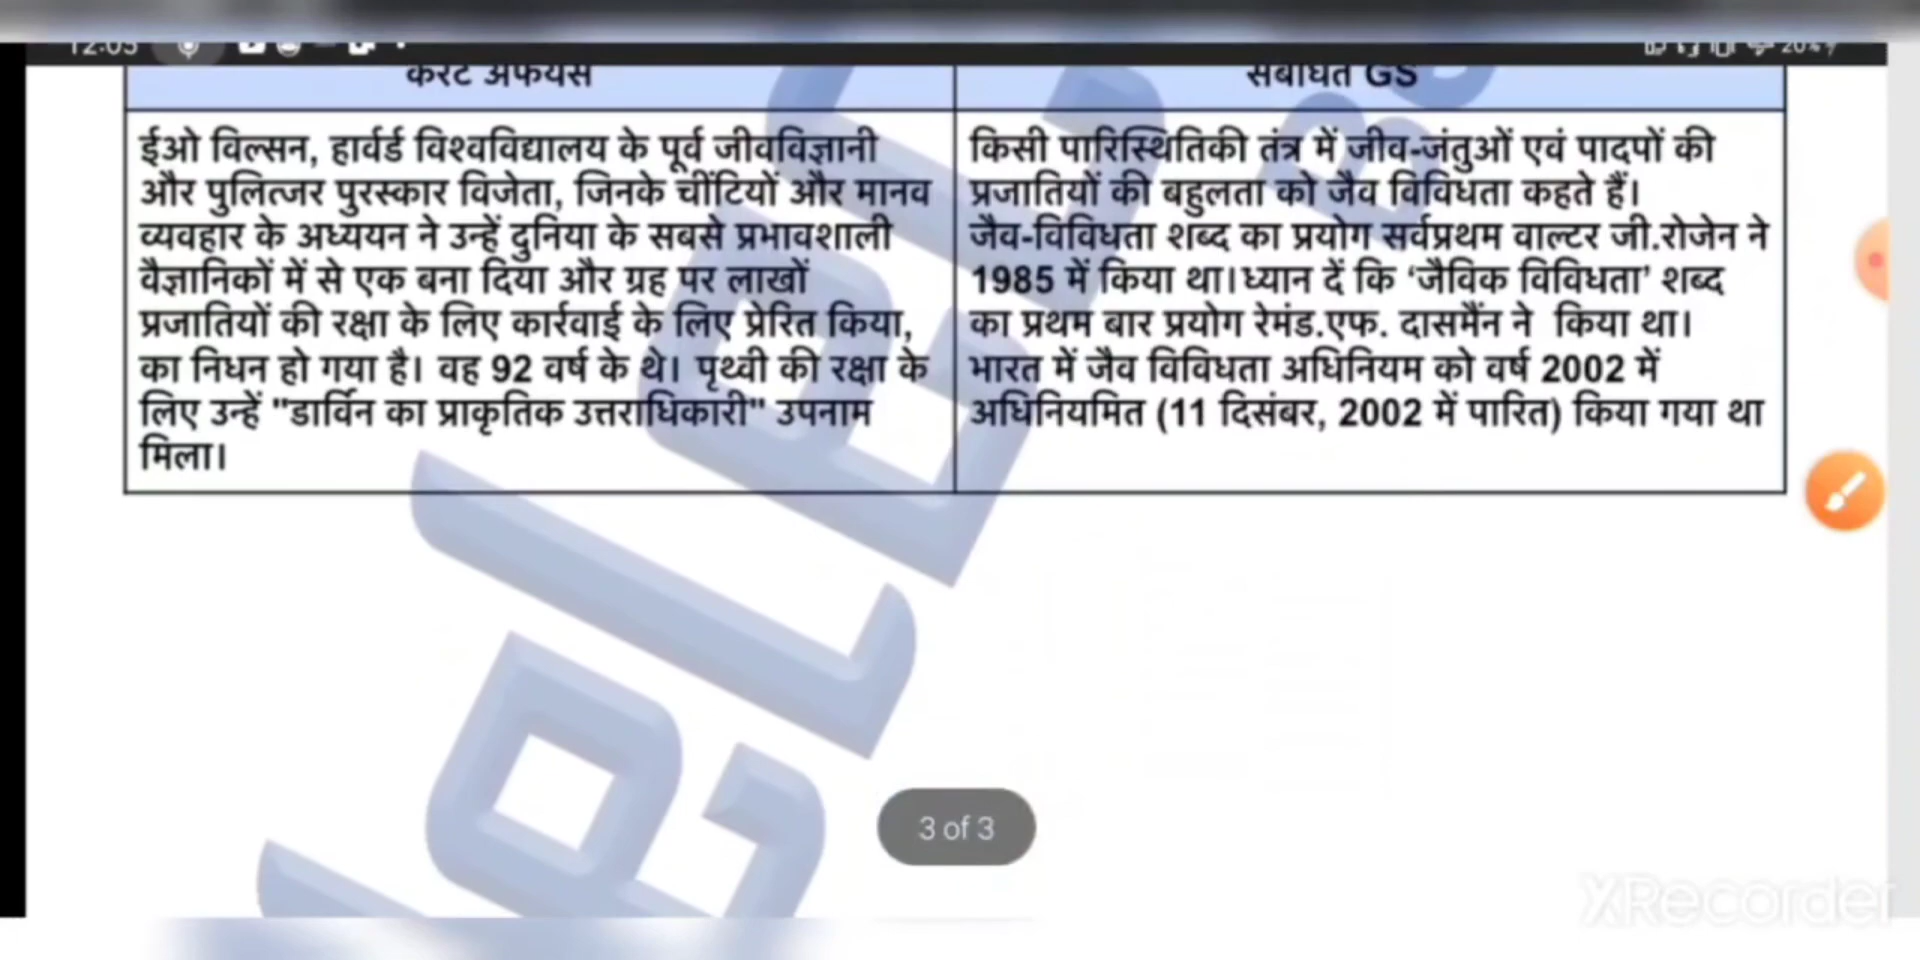 12:05
20%
करेंट अफेयर्स
संबंधित GS
ईओ विल्सन, हार्वर्ड विश्वविद्यालय के पूर्व जीवविज्ञानी
और पुलित्जर पुरस्कार विजेता, जिनके चींटियों और मानव
व्यवहार के अध्ययन ने उन्हें दुनिया के सबसे प्रभावशाली
वैज्ञानिकों में से एक बना दिया और ग्रह पर लाखों
प्रजातियों की रक्षा के लिए कार्रवाई के लिए प्रेरित किया,
का निधन हो गया है। वह 92 वर्ष के थे। पृथ्वी की रक्षा के
लिए उन्हें "डार्विन का प्राकृतिक उत्तराधिकारी" उपनाम
मिला।
किसी पारिस्थितिकी तंत्र में जीव-जंतुओं एवं पादपों की
प्रजातियों की बहुलता को जैव विविधता कहते हैं।
जैव-विविधता शब्द का प्रयोग सर्वप्रथम वाल्टर जी.रोजेन ने
1985 में किया था।ध्यान दें कि ‘जैविक विविधता’ शब्द
का प्रथम बार प्रयोग रेमंड.एफ. दासमैंन ने किया था।
भारत में जैव विविधता अधिनियम को वर्ष 2002 में
अधिनियमित (11 दिसंबर, 2002 में पारित) किया गया था
3 of 3
XRecorder